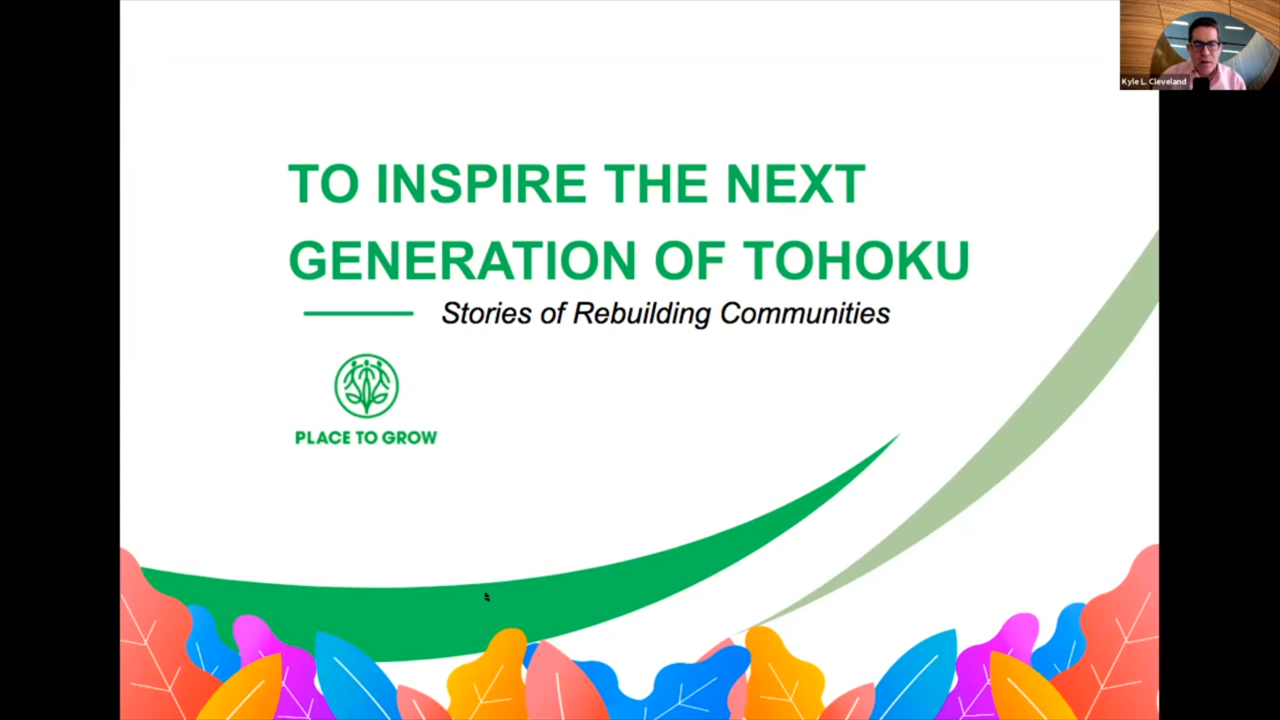 Kyle L. Cleveland
TO INSPIRE THE NEXT
GENERATION OF TOHOKU
Stories of Rebuilding Communities
PLACE TO GROW